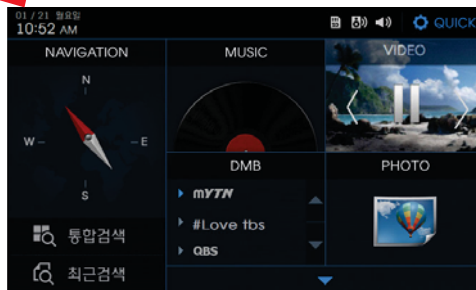 01 / 21 월요일
10:52 AM
QUICK
NAVIGATION
N
W
E
S
통합검색
최근검색
MUSIC
VIDEO
DMB
mYTN
#Love tbs
QBS
PHOTO